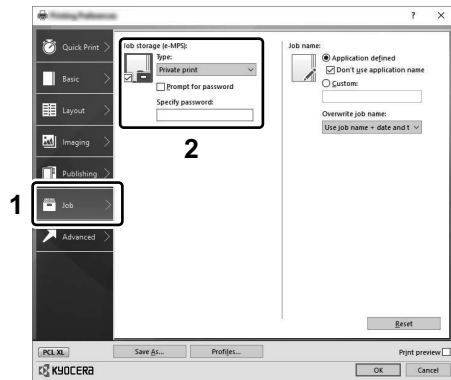 Printing Preferences
? ×
Quick Print >
Basic >
Layout >
Imaging >
Publishing >
1
Job >
Advanced >
Job storage (e-MPS):
Type:
Private print
Prompt for password
Specify password:
2
Job name:
Application defined
Don't use application name
Custom:
Overwrite job name:
Use job name + date and t
Reset
PCL XL
Save As...
Profiles...
Print preview
KYOCERA
OK
Cancel